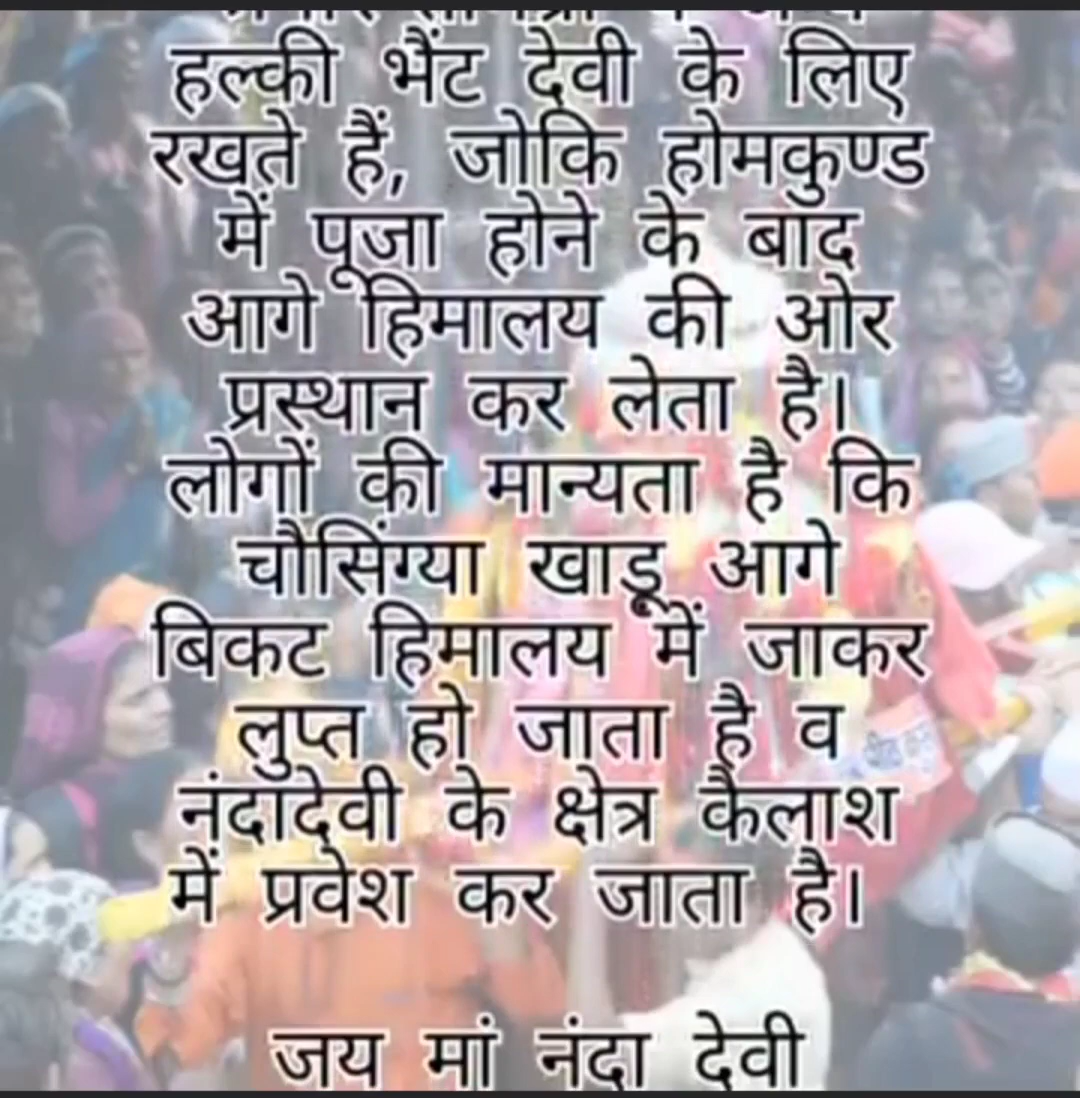 हल्की भैंट देवी के लिए
रखते हैं, जोकि होमकुण्ड
में पूजा होने के बाद
आगे हिमालय की ओर
प्रस्थान कर लेता है।
लोगों की मान्यता है कि
चौसिंग्या खाडू आगे
बिकट हिमालय में जाकर
लुप्त हो जाता है व
नंदादेवी के क्षेत्र कैलाश
में प्रवेश कर जाता है।
जय मां नंदा देवी